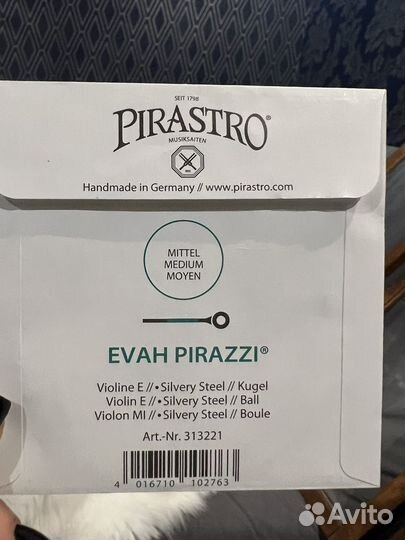 SEIT 1798
PIRASTRO®
MUSIKSAITEN
Handmade in Germany // www.pirastro.com
MITTEL
MEDIUM
MOYEN
EVAH PIRAZZI®
Violine E // • Silvery Steel // Kugel
Violin E // • Silvery Steel // Ball
Violon MI // • Silvery Steel // Boule
Art.-Nr. 313221
4 016710 102763
Avito